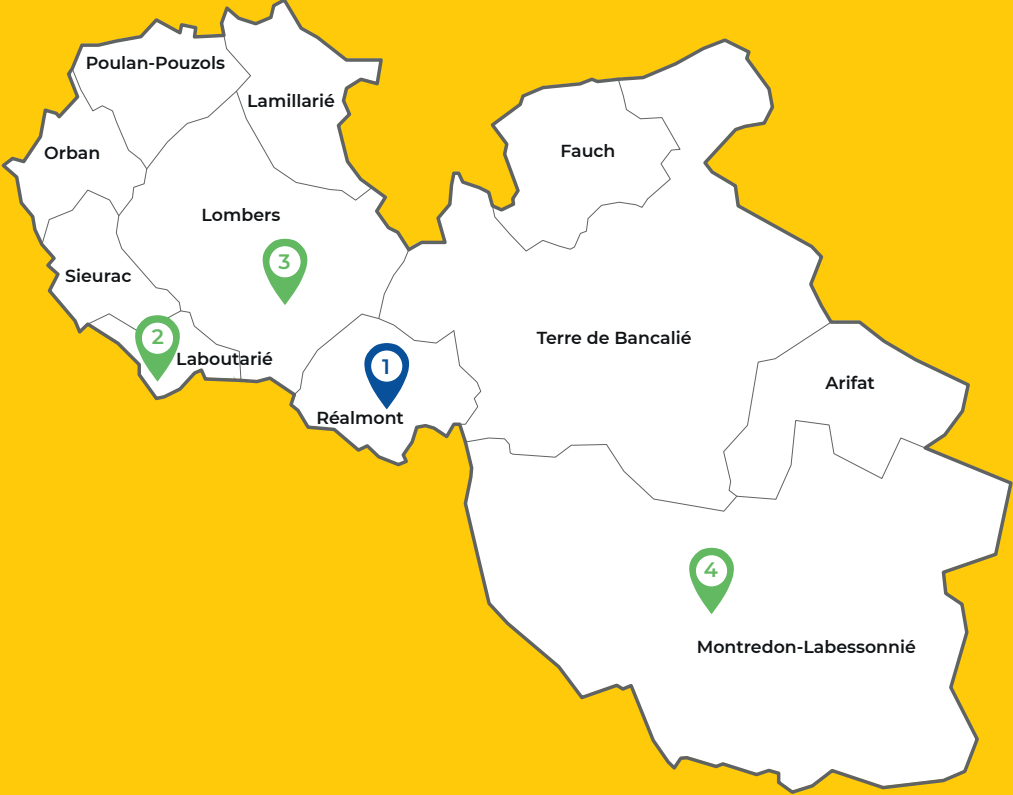 Poulan-Pouzols
Lamillarié
Orban
Fauch
Lombers
3
Sieurac
2
Laboutarié
Terre de Bancalié
1
Arifat
Réalmont
4
Montredon-Labessonnié